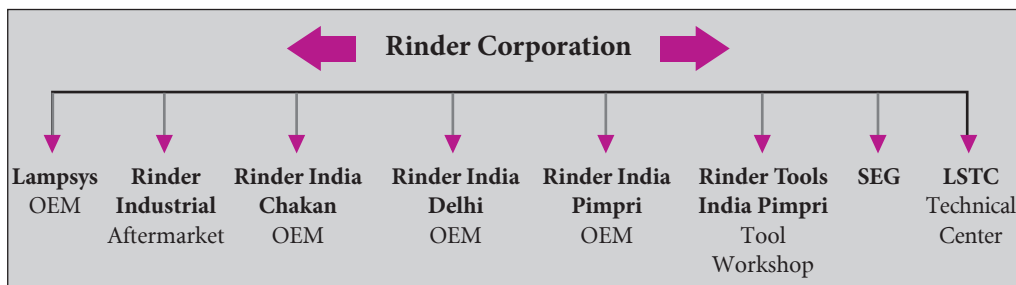 Rinder Corporation
Lampsys
OEM
Rinder
Industrial
Aftermarket
Rinder India
Chakan
OEM
Rinder India
Delhi
OEM
Rinder India
Pimpri
OEM
Rinder Tools
India Pimpri
Tool
Workshop
SEG
LSTC
Technical
Center